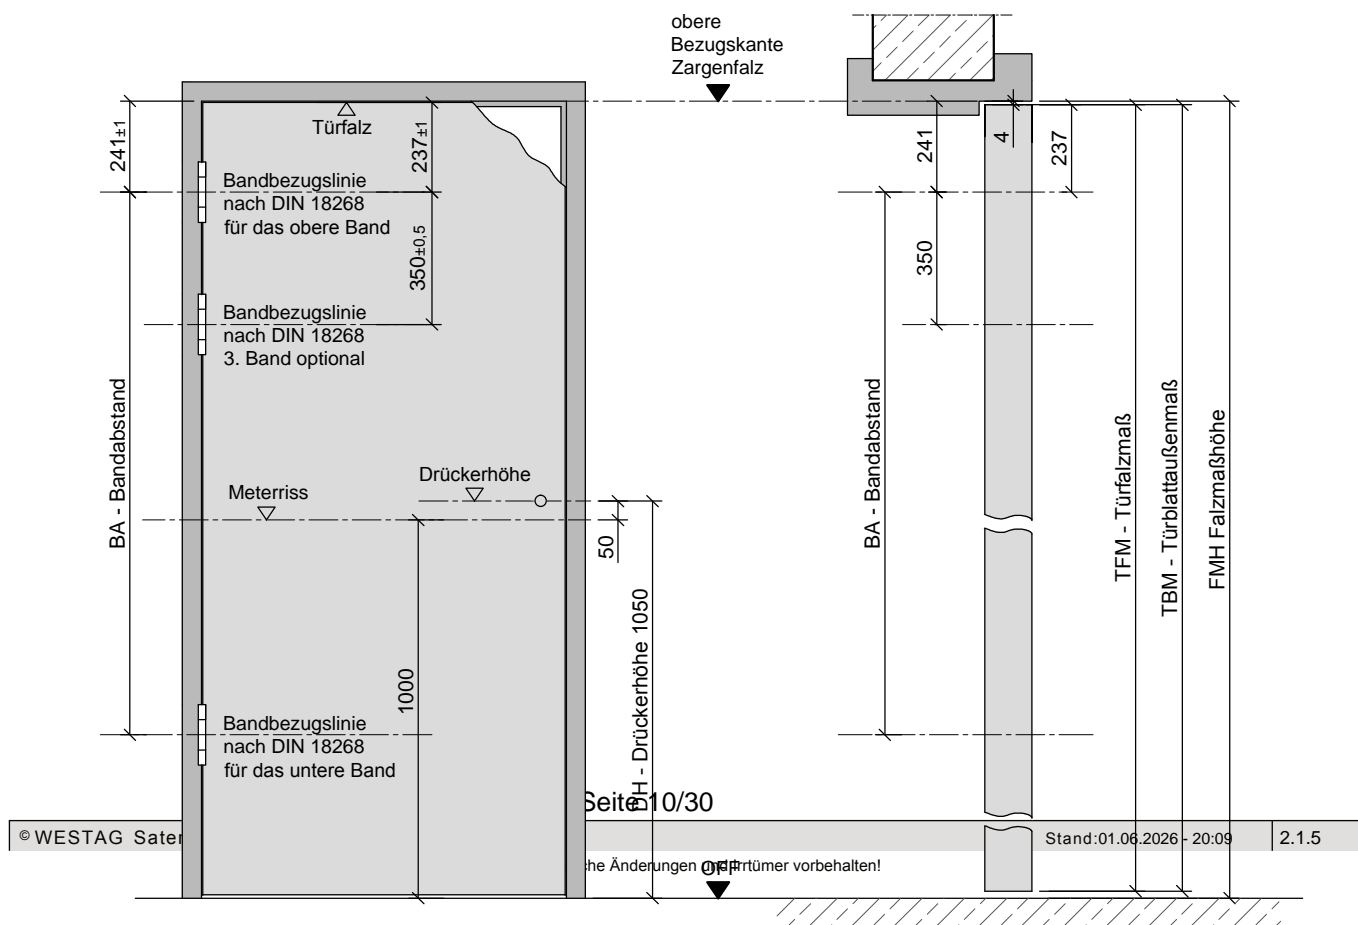 obere
Bezugskante
Zargenfalz
Türfalz
241±1
237±1
Bandbezugslinie
nach DIN 18268
für das obere Band
350±0,5
Bandbezugslinie
nach DIN 18268
3. Band optional
BA - Bandabstand
Meterriss
Drückerhöhe
50
1000
DH - Drückerhöhe 1050
Bandbezugslinie
nach DIN 18268
für das untere Band
241
4
237
350
BA - Bandabstand
TFM - Türfalzmaß
TBM - Türblattaußenmaß
FMH Falzmaßhöhe
Seite 10/30
© WESTAG Sater
Stand:01.06.2026 - 20:09
2.1.5
che Änderungen und Irrtümer vorbehalten!
OFF